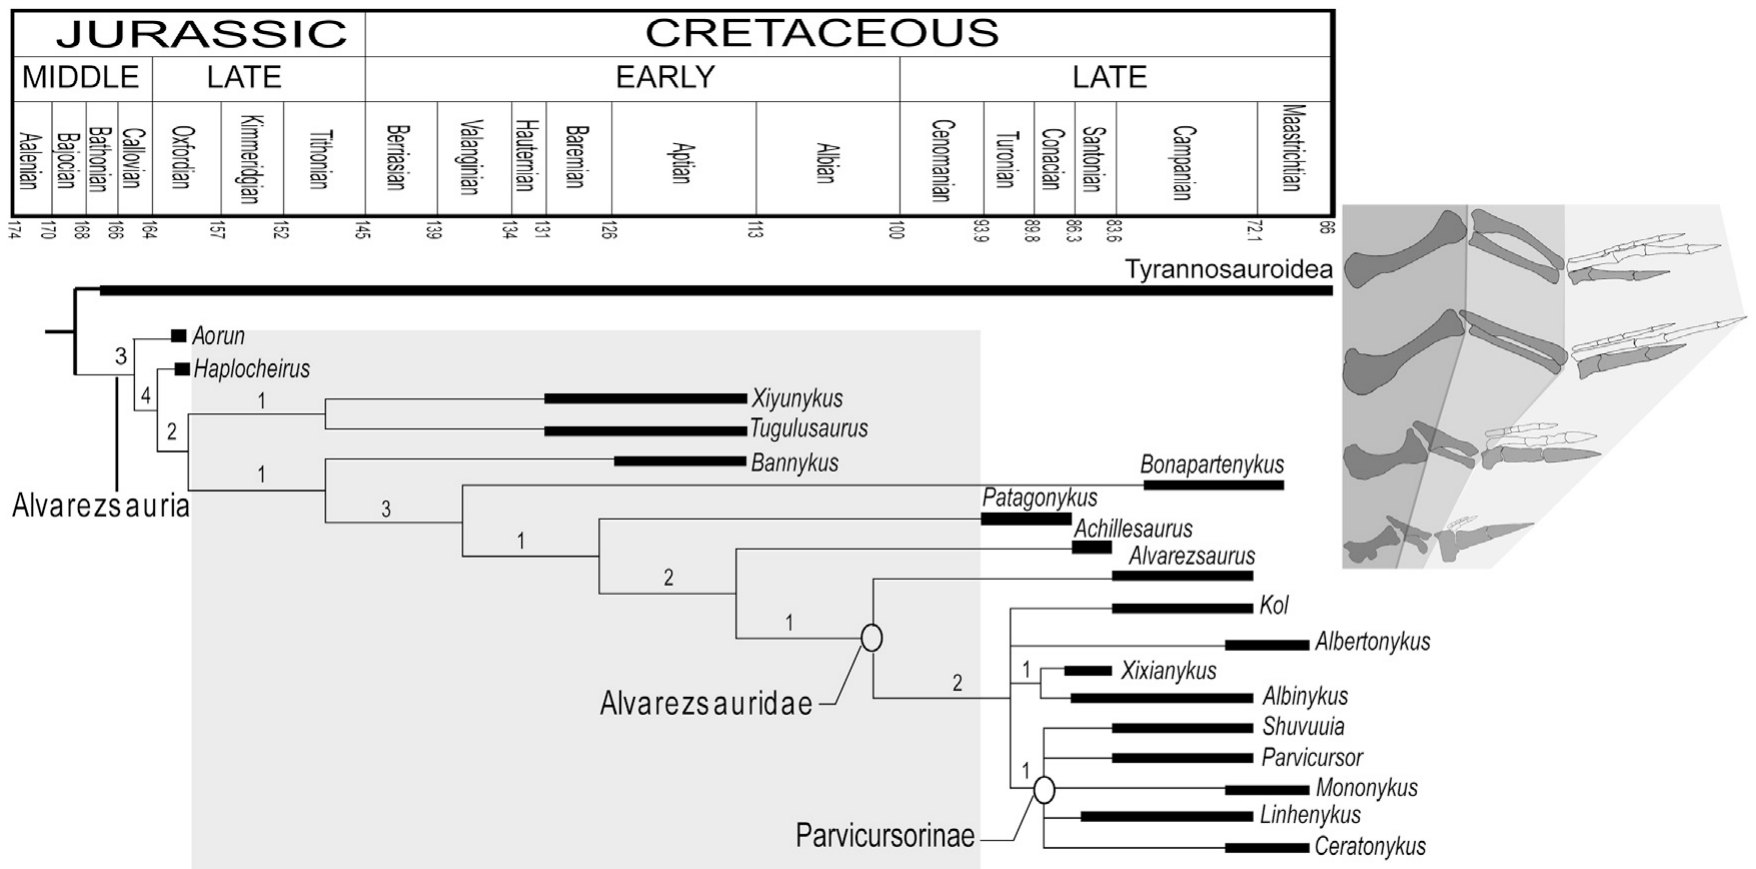 JURASSIC CRETACEOUS
MIDDLE LATE EARLY LATE
Aalenian Bajocian Bathonian Callovian Oxfordian Kimmeridgian Tithonian Berriasian Valanginian Hauternian Baremian Aptian Albian Cenomanian Turonian Conacian Santonian Campanian Maastrichtian
174 170 168 166 164 157 152 145 139 134 131 126 113 100 93.9 89.8 86.3 83.6 72.1 66
Tyrannosauroidea
Aorun
3
Haplocheirus
4
1
Xiyunykus
2
Tugulusaurus
Bannykus
1
Bonapartenykus
Alvarezsauria
3
Patagonykus
1
Achillesaurus
Alvarezsaurus
2
Kol
1
Albertonykus
1
Xixianykus
2
Albinykus
Alvarezsauridae
Shuvuuia
Parvicursor
1
Mononykus
Linhenykus
Parvicursorinae
Ceratonykus